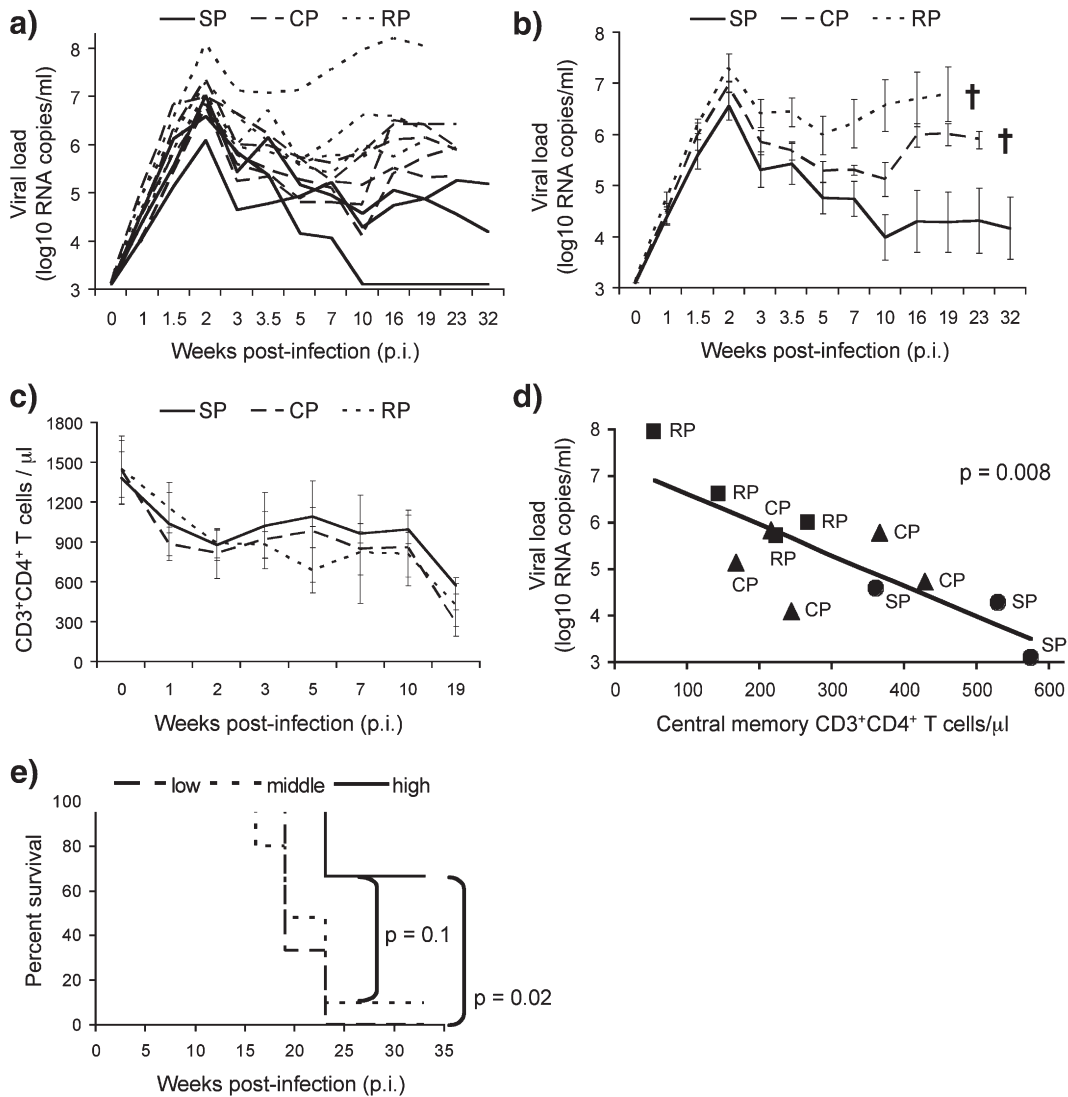 a)
SP CP RP
Viral load
(log10 RNA copies/ml)
8
7
6
5
4
3
0 1 1.5 2 3 3.5 5 7 10 16 19 23 32
Weeks post-infection (p.i.)
b)
SP CP RP
Viral load
(log10 RNA copies/ml)
8
7
6
5
4
3
†
†
0 1 1.5 2 3 3.5 5 7 10 16 19 23 32
Weeks post-infection (p.i.)
c)
SP CP RP
CD3⁺CD4⁺ T cells / μl
1800
1500
1200
900
600
300
0
0 1 2 3 5 7 10 19
Weeks post-infection (p.i.)
d)
Viral load
(log10 RNA copies/ml)
8
7
6
5
4
3
RP
p = 0.008
RP
CP
RP
CP
RP
CP
CP
SP
SP
CP
SP
0 100 200 300 400 500 600
Central memory CD3⁺CD4⁺ T cells/μl
e)
low middle high
Percent survival
100
80
60
40
20
0
p = 0.1
p = 0.02
0 5 10 15 20 25 30 35
Weeks post-infection (p.i.)